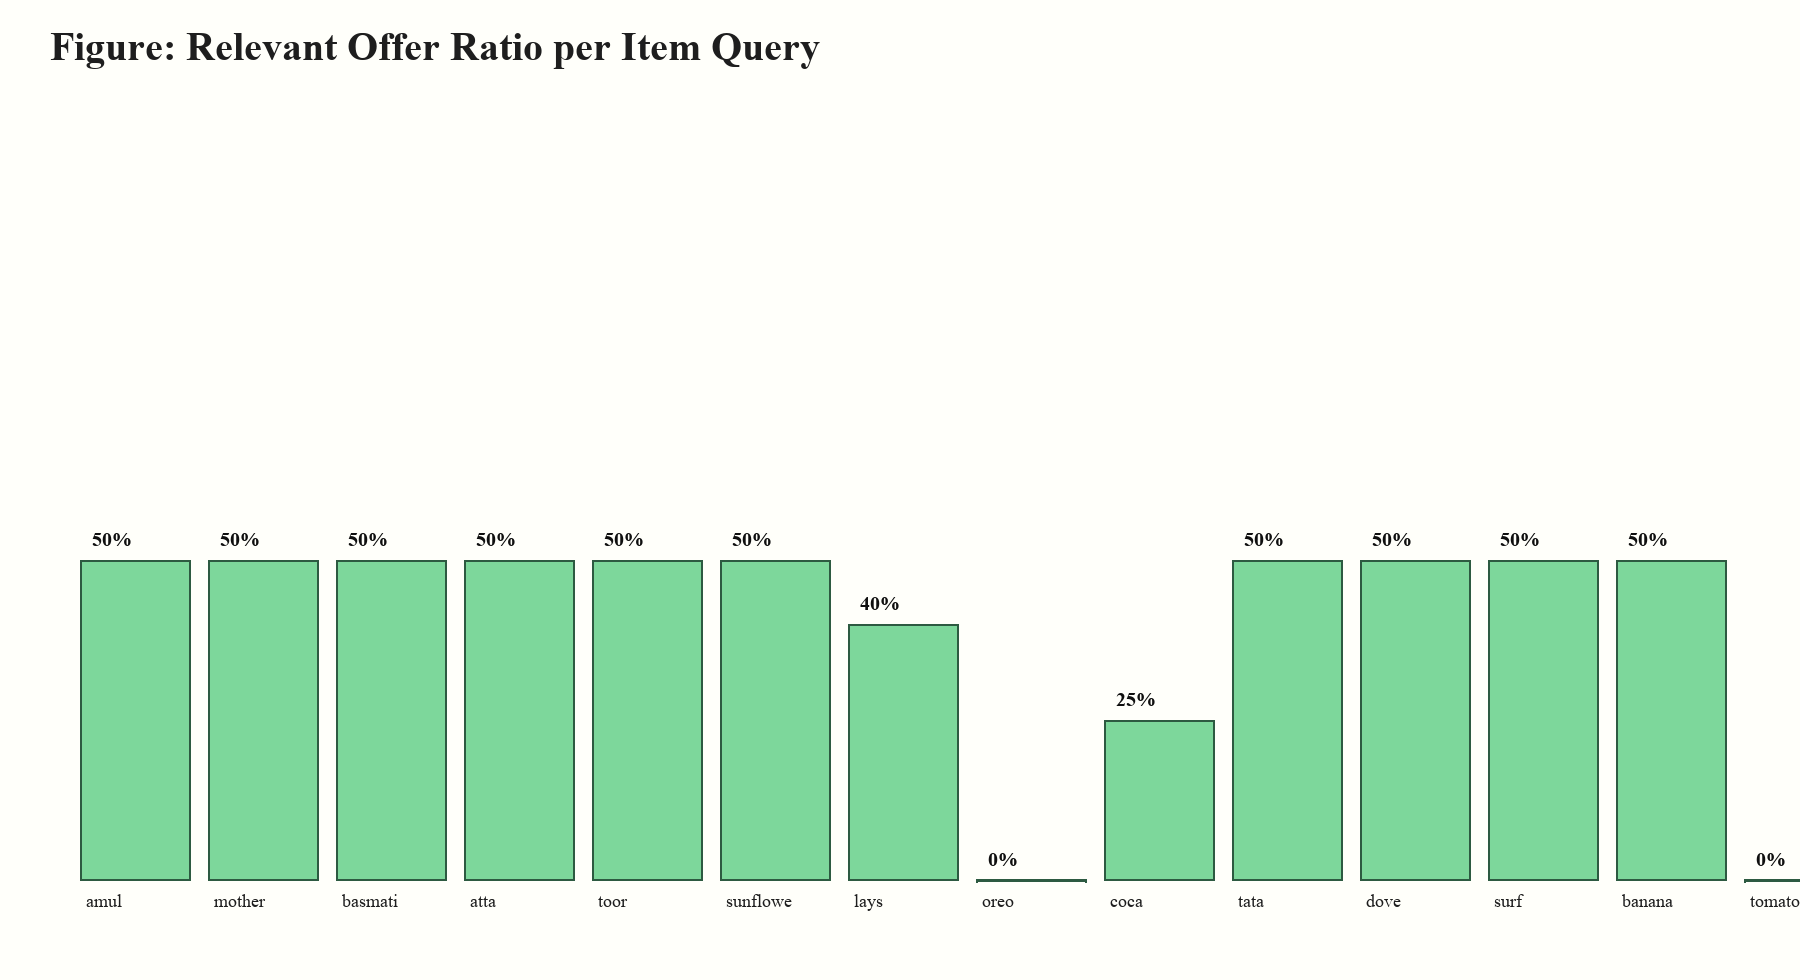 Figure: Relevant Offer Ratio per Item Query
50% 50% 50% 50% 50% 50% 50% 50% 50% 50%
40%
25%
0% 0%
amul mother basmati atta toor sunflowe lays oreo coca tata dove surf banana tomato